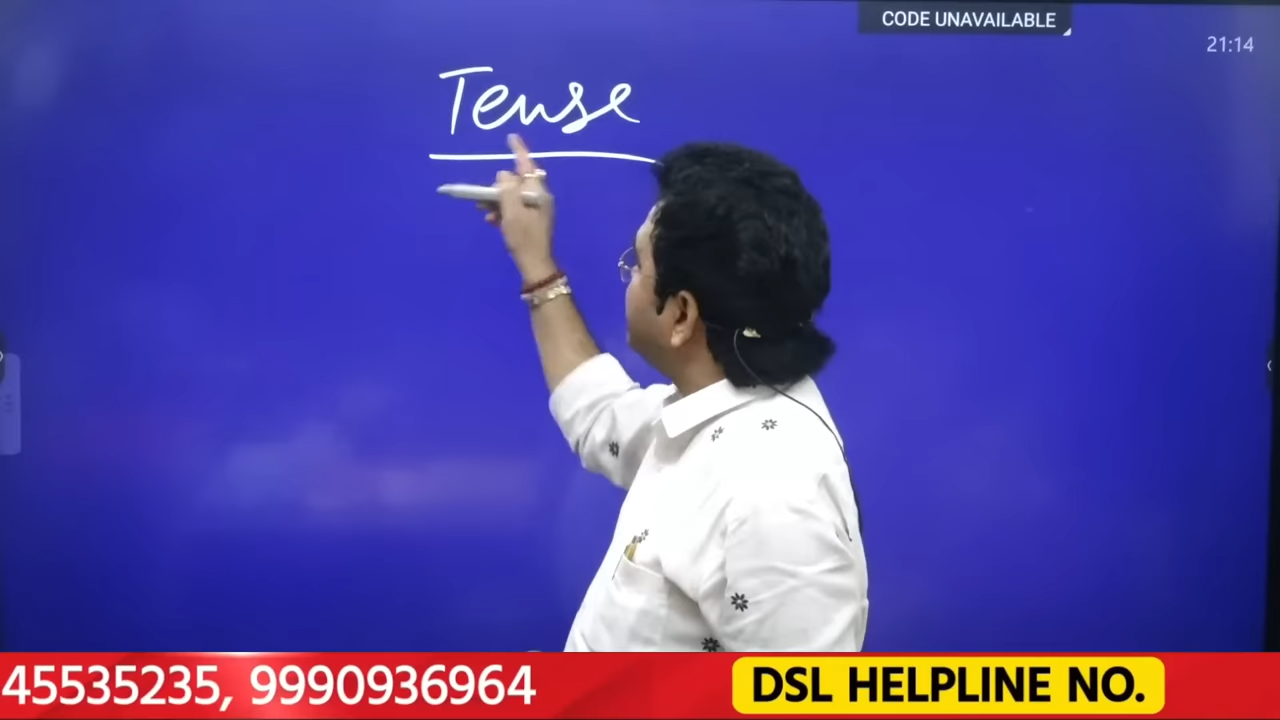 CODE UNAVAILABLE
21:14
Tense
45535235, 9990936964
DSL HELPLINE NO.